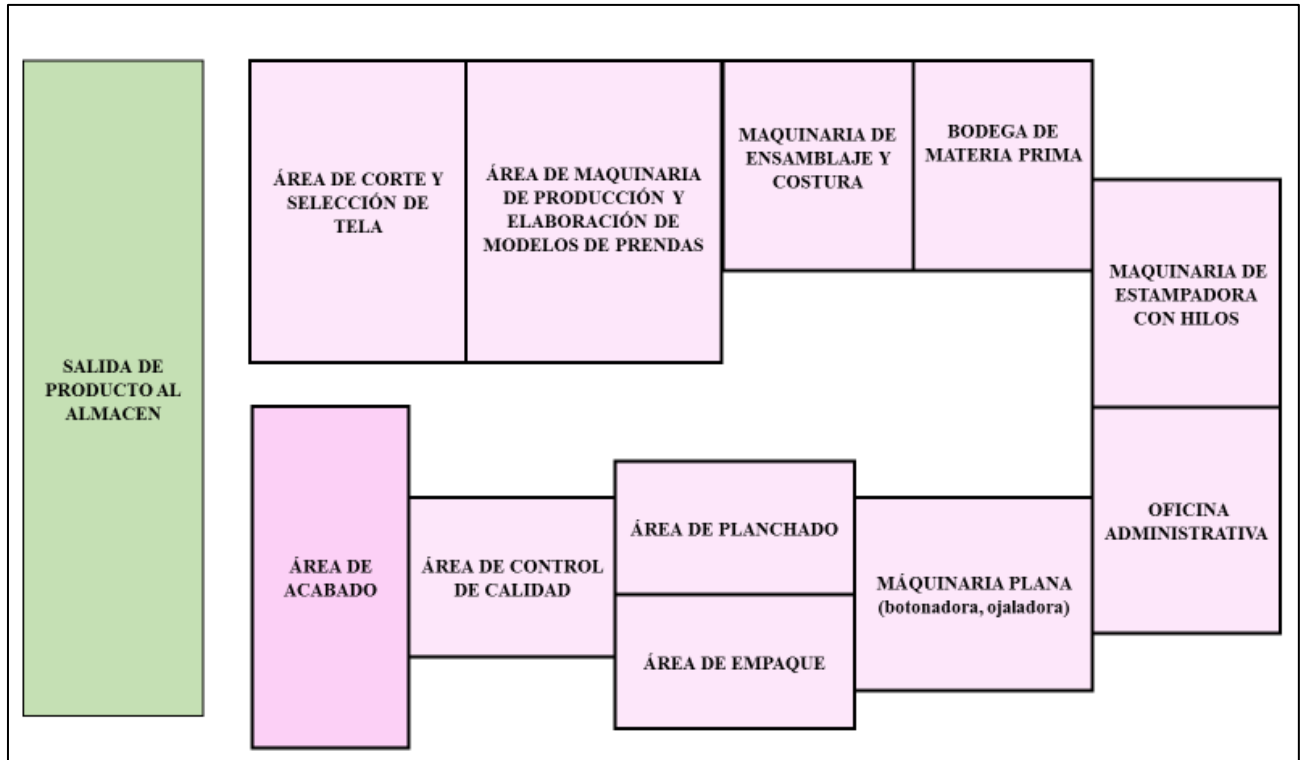 SALIDA DE
PRODUCTO AL
ALMACEN
ÁREA DE CORTE Y
SELECCIÓN DE
TELA
ÁREA DE MAQUINARIA
DE PRODUCCIÓN Y
ELABORACIÓN DE
MODELOS DE PRENDAS
MAQUINARIA DE
ENSAMBLAJE Y
COSTURA
BODEGA DE
MATERIA PRIMA
MAQUINARIA DE
ESTAMPADORA
CON HILOS
OFICINA
ADMINISTRATIVA
ÁREA DE
ACABADO
ÁREA DE CONTROL
DE CALIDAD
ÁREA DE PLANCHADO
ÁREA DE EMPAQUE
MÁQUINARIA PLANA
(botonadora, ojaladora)